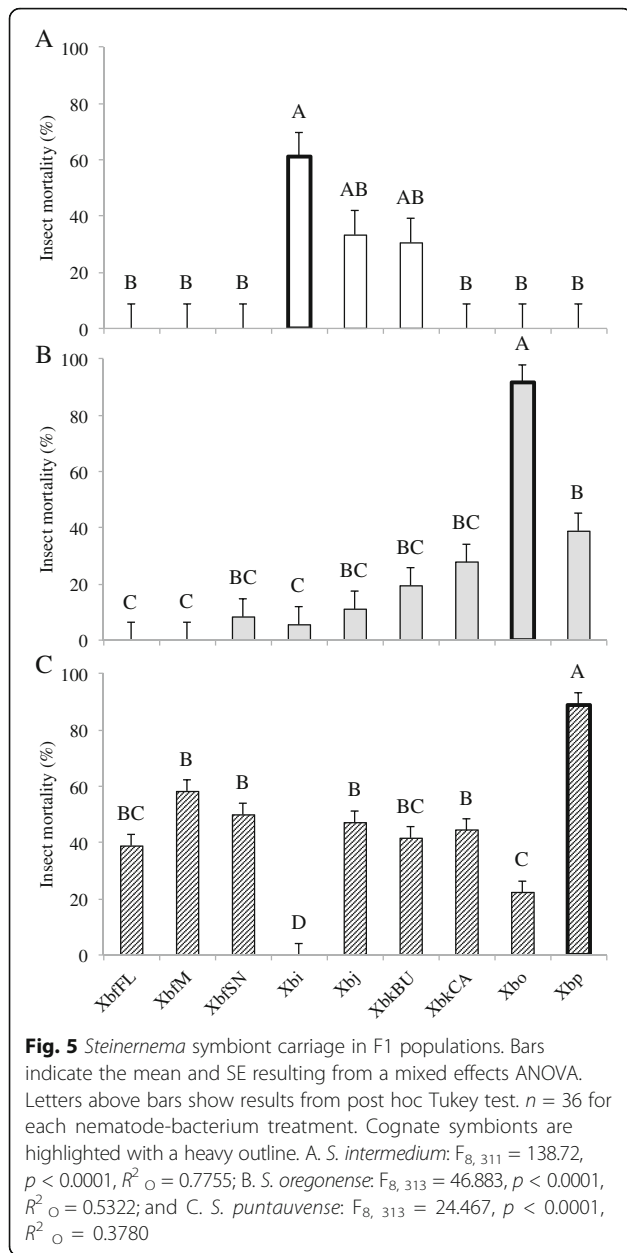 A
100
80
60
40
20
0
Insect mortality (%)
B B B A AB AB B B B
B
100
80
60
40
20
0
Insect mortality (%)
C C BC C BC BC BC A B
C
100
80
60
40
20
0
Insect mortality (%)
BC B B D B BC B C A
XbfFL XbfM XbfSN Xbi Xbj XbkBU XbkCA Xbo Xbp
Fig. 5 Steinernema symbiont carriage in F1 populations. Bars
indicate the mean and SE resulting from a mixed effects ANOVA.
Letters above bars show results from post hoc Tukey test. n = 36 for
each nematode-bacterium treatment. Cognate symbionts are
highlighted with a heavy outline. A. S. intermedium: F8, 311 = 138.72,
p < 0.0001, R2 O = 0.7755; B. S. oregonense: F8, 313 = 46.883, p < 0.0001,
R2 O = 0.5322; and C. S. puntauvense: F8, 313 = 24.467, p < 0.0001,
R2 O = 0.3780